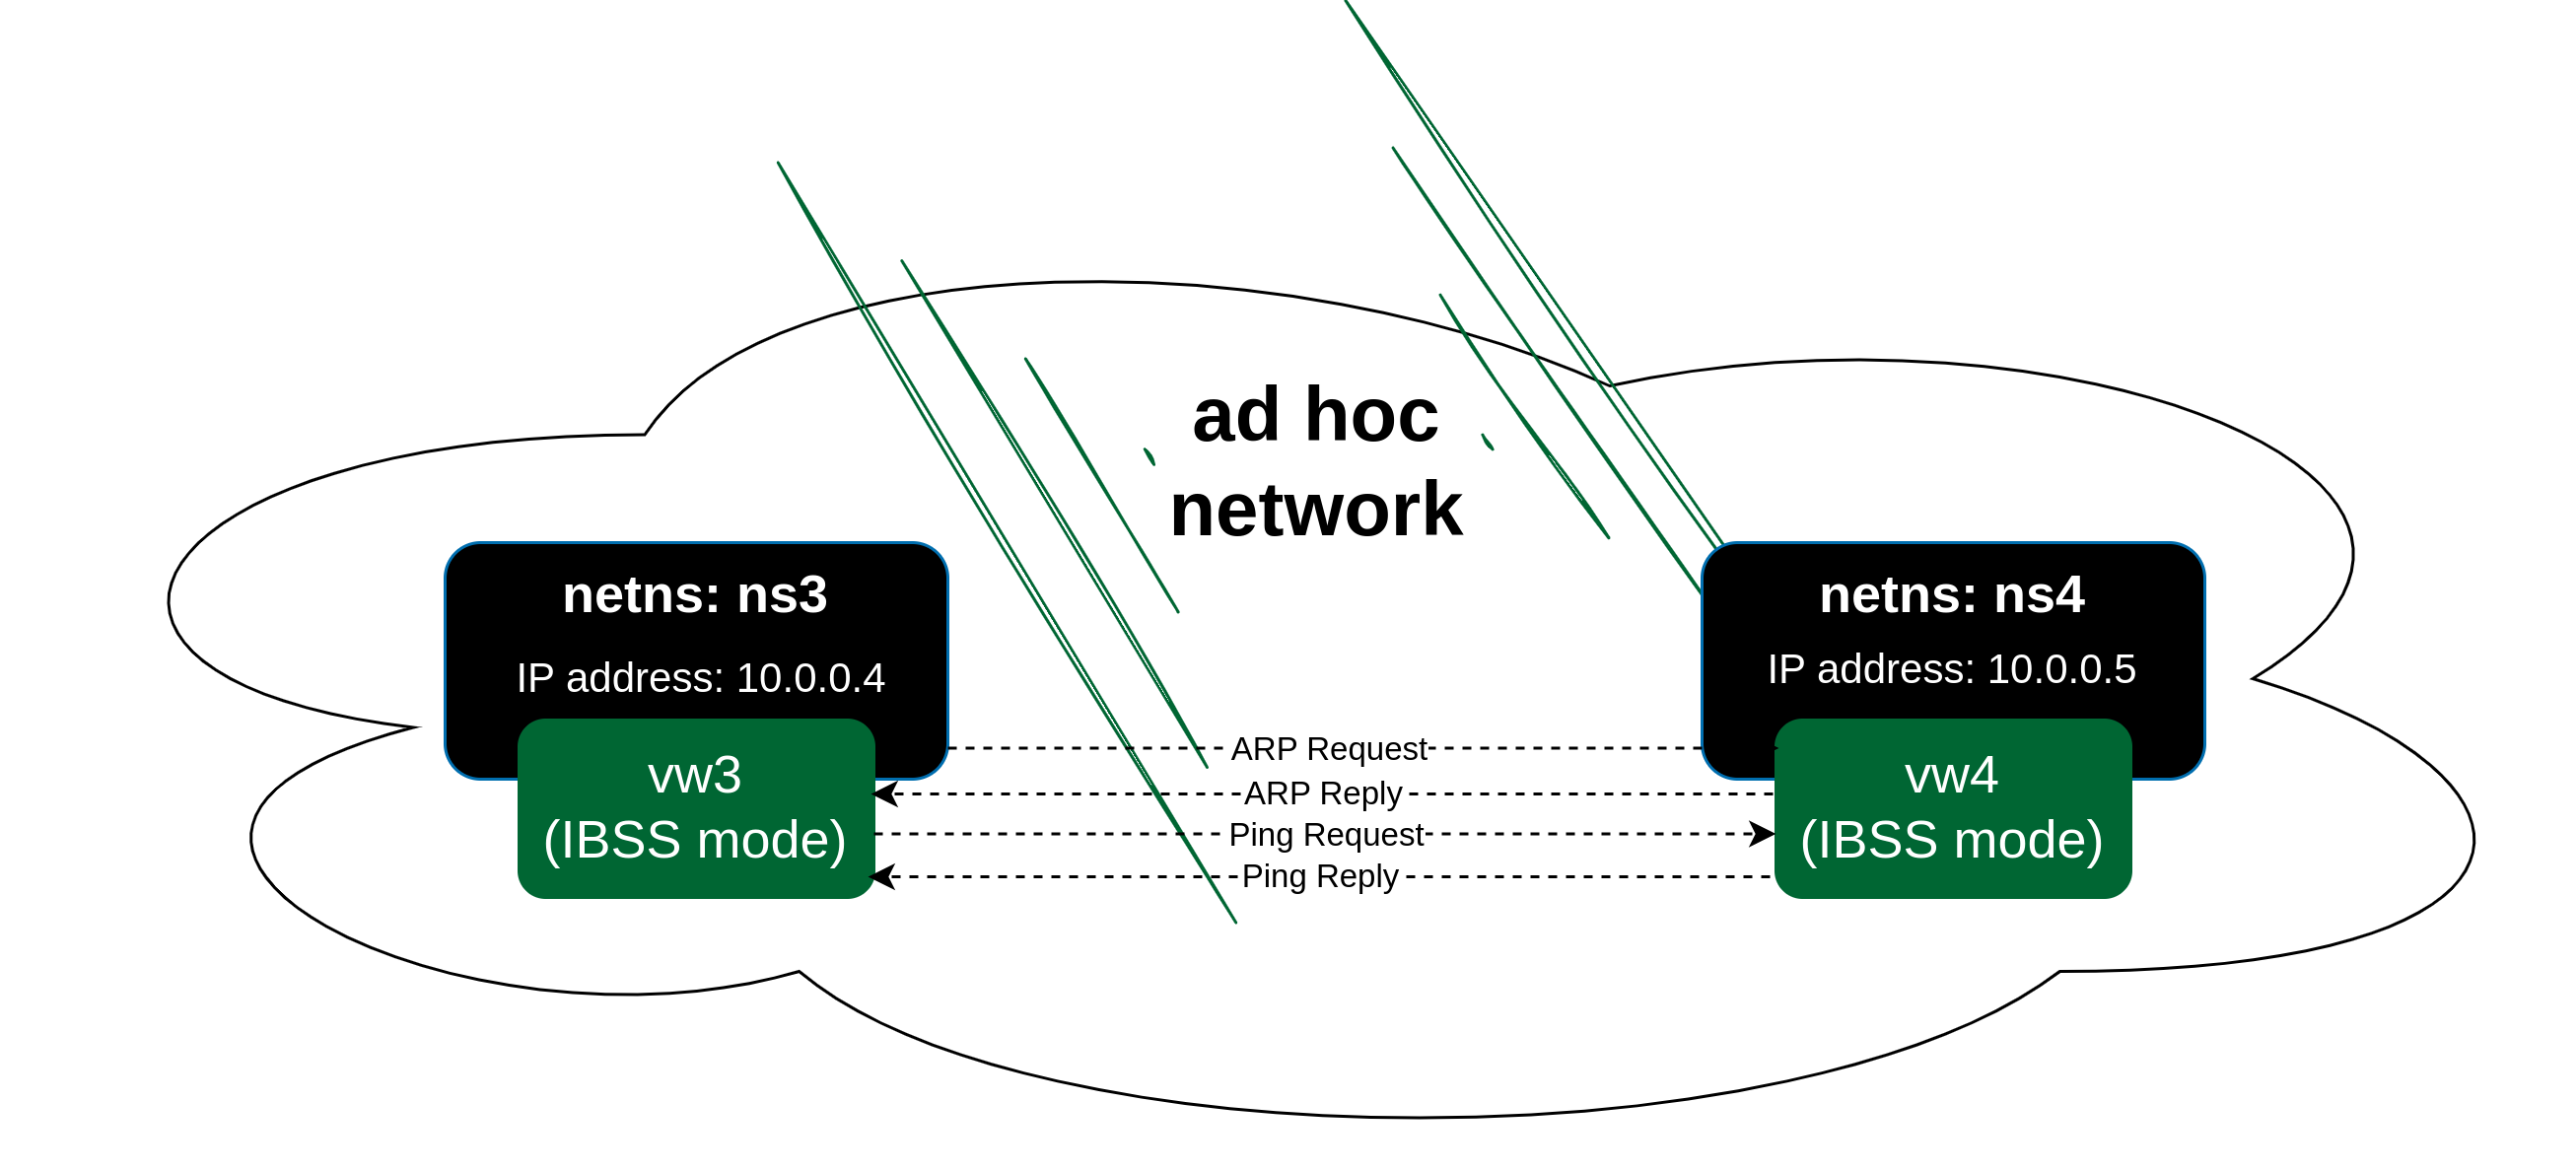 ad hoc
network
netns: ns3
IP address: 10.0.0.4
vw3
(IBSS mode)
netns: ns4
IP address: 10.0.0.5
vw4
(IBSS mode)
ARP Request
ARP Reply
Ping Request
Ping Reply